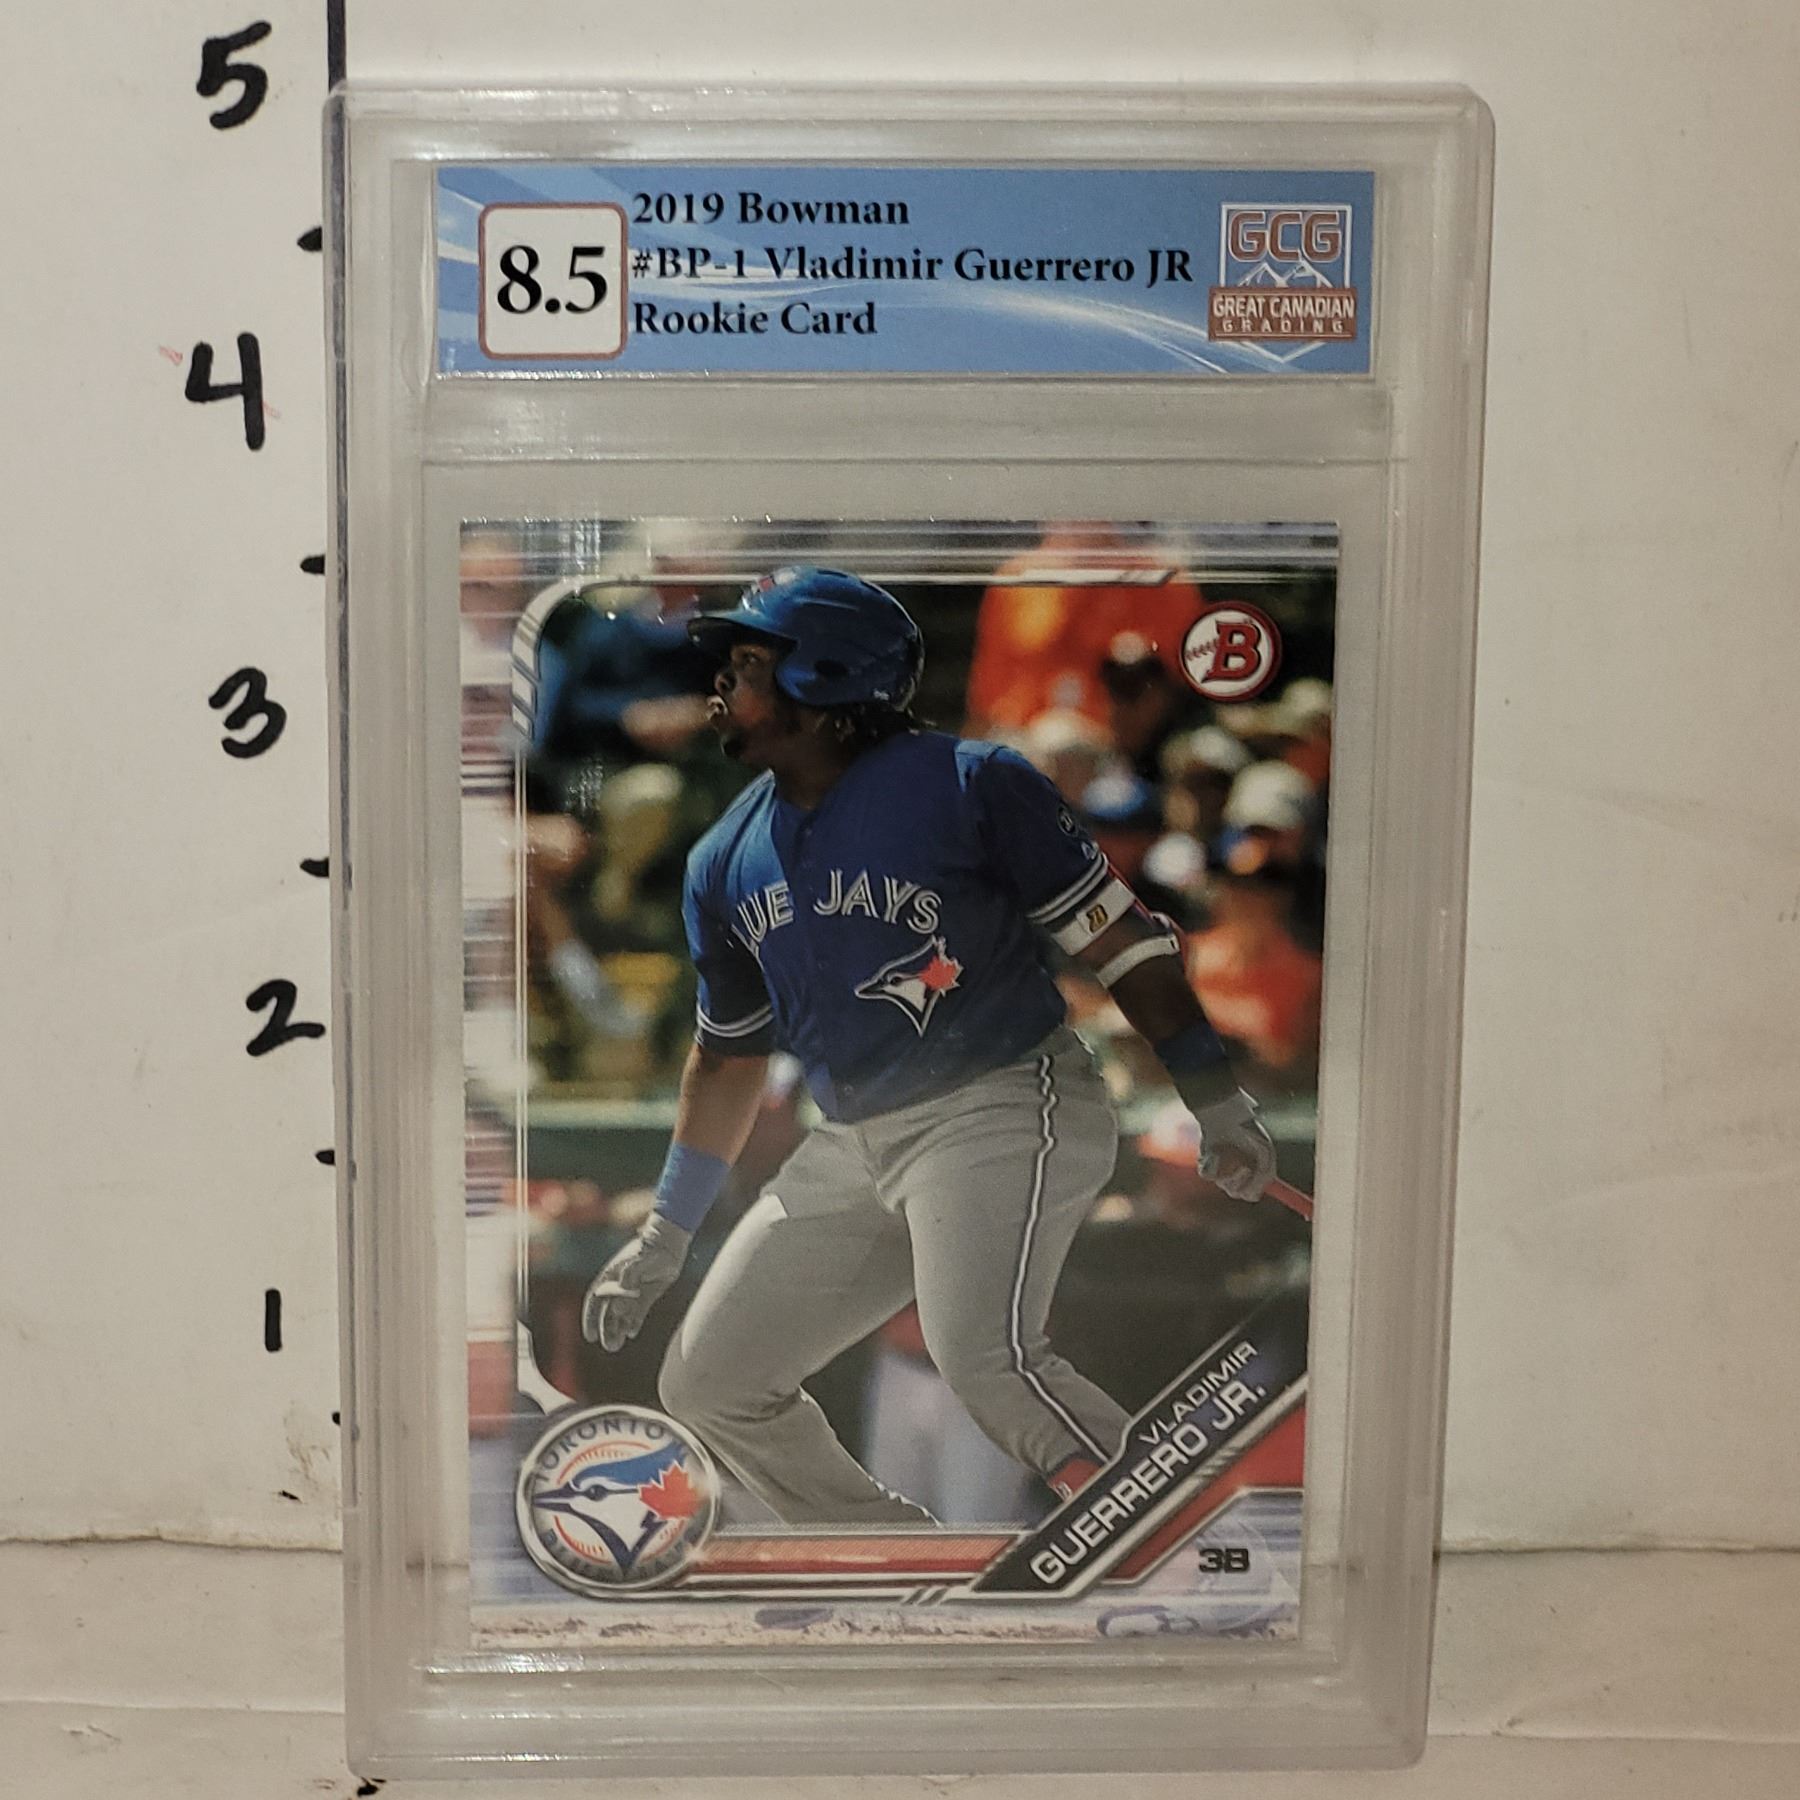 5
4
3
2
1
8.5
2019 Bowman
#BP-1 Vladimir Guerrero JR
Rookie Card
GCG
GREAT CANADIAN
GRADING
B
LUE JAYS
TORONTO
VLADIMIR
GUERRERO JR.
3B